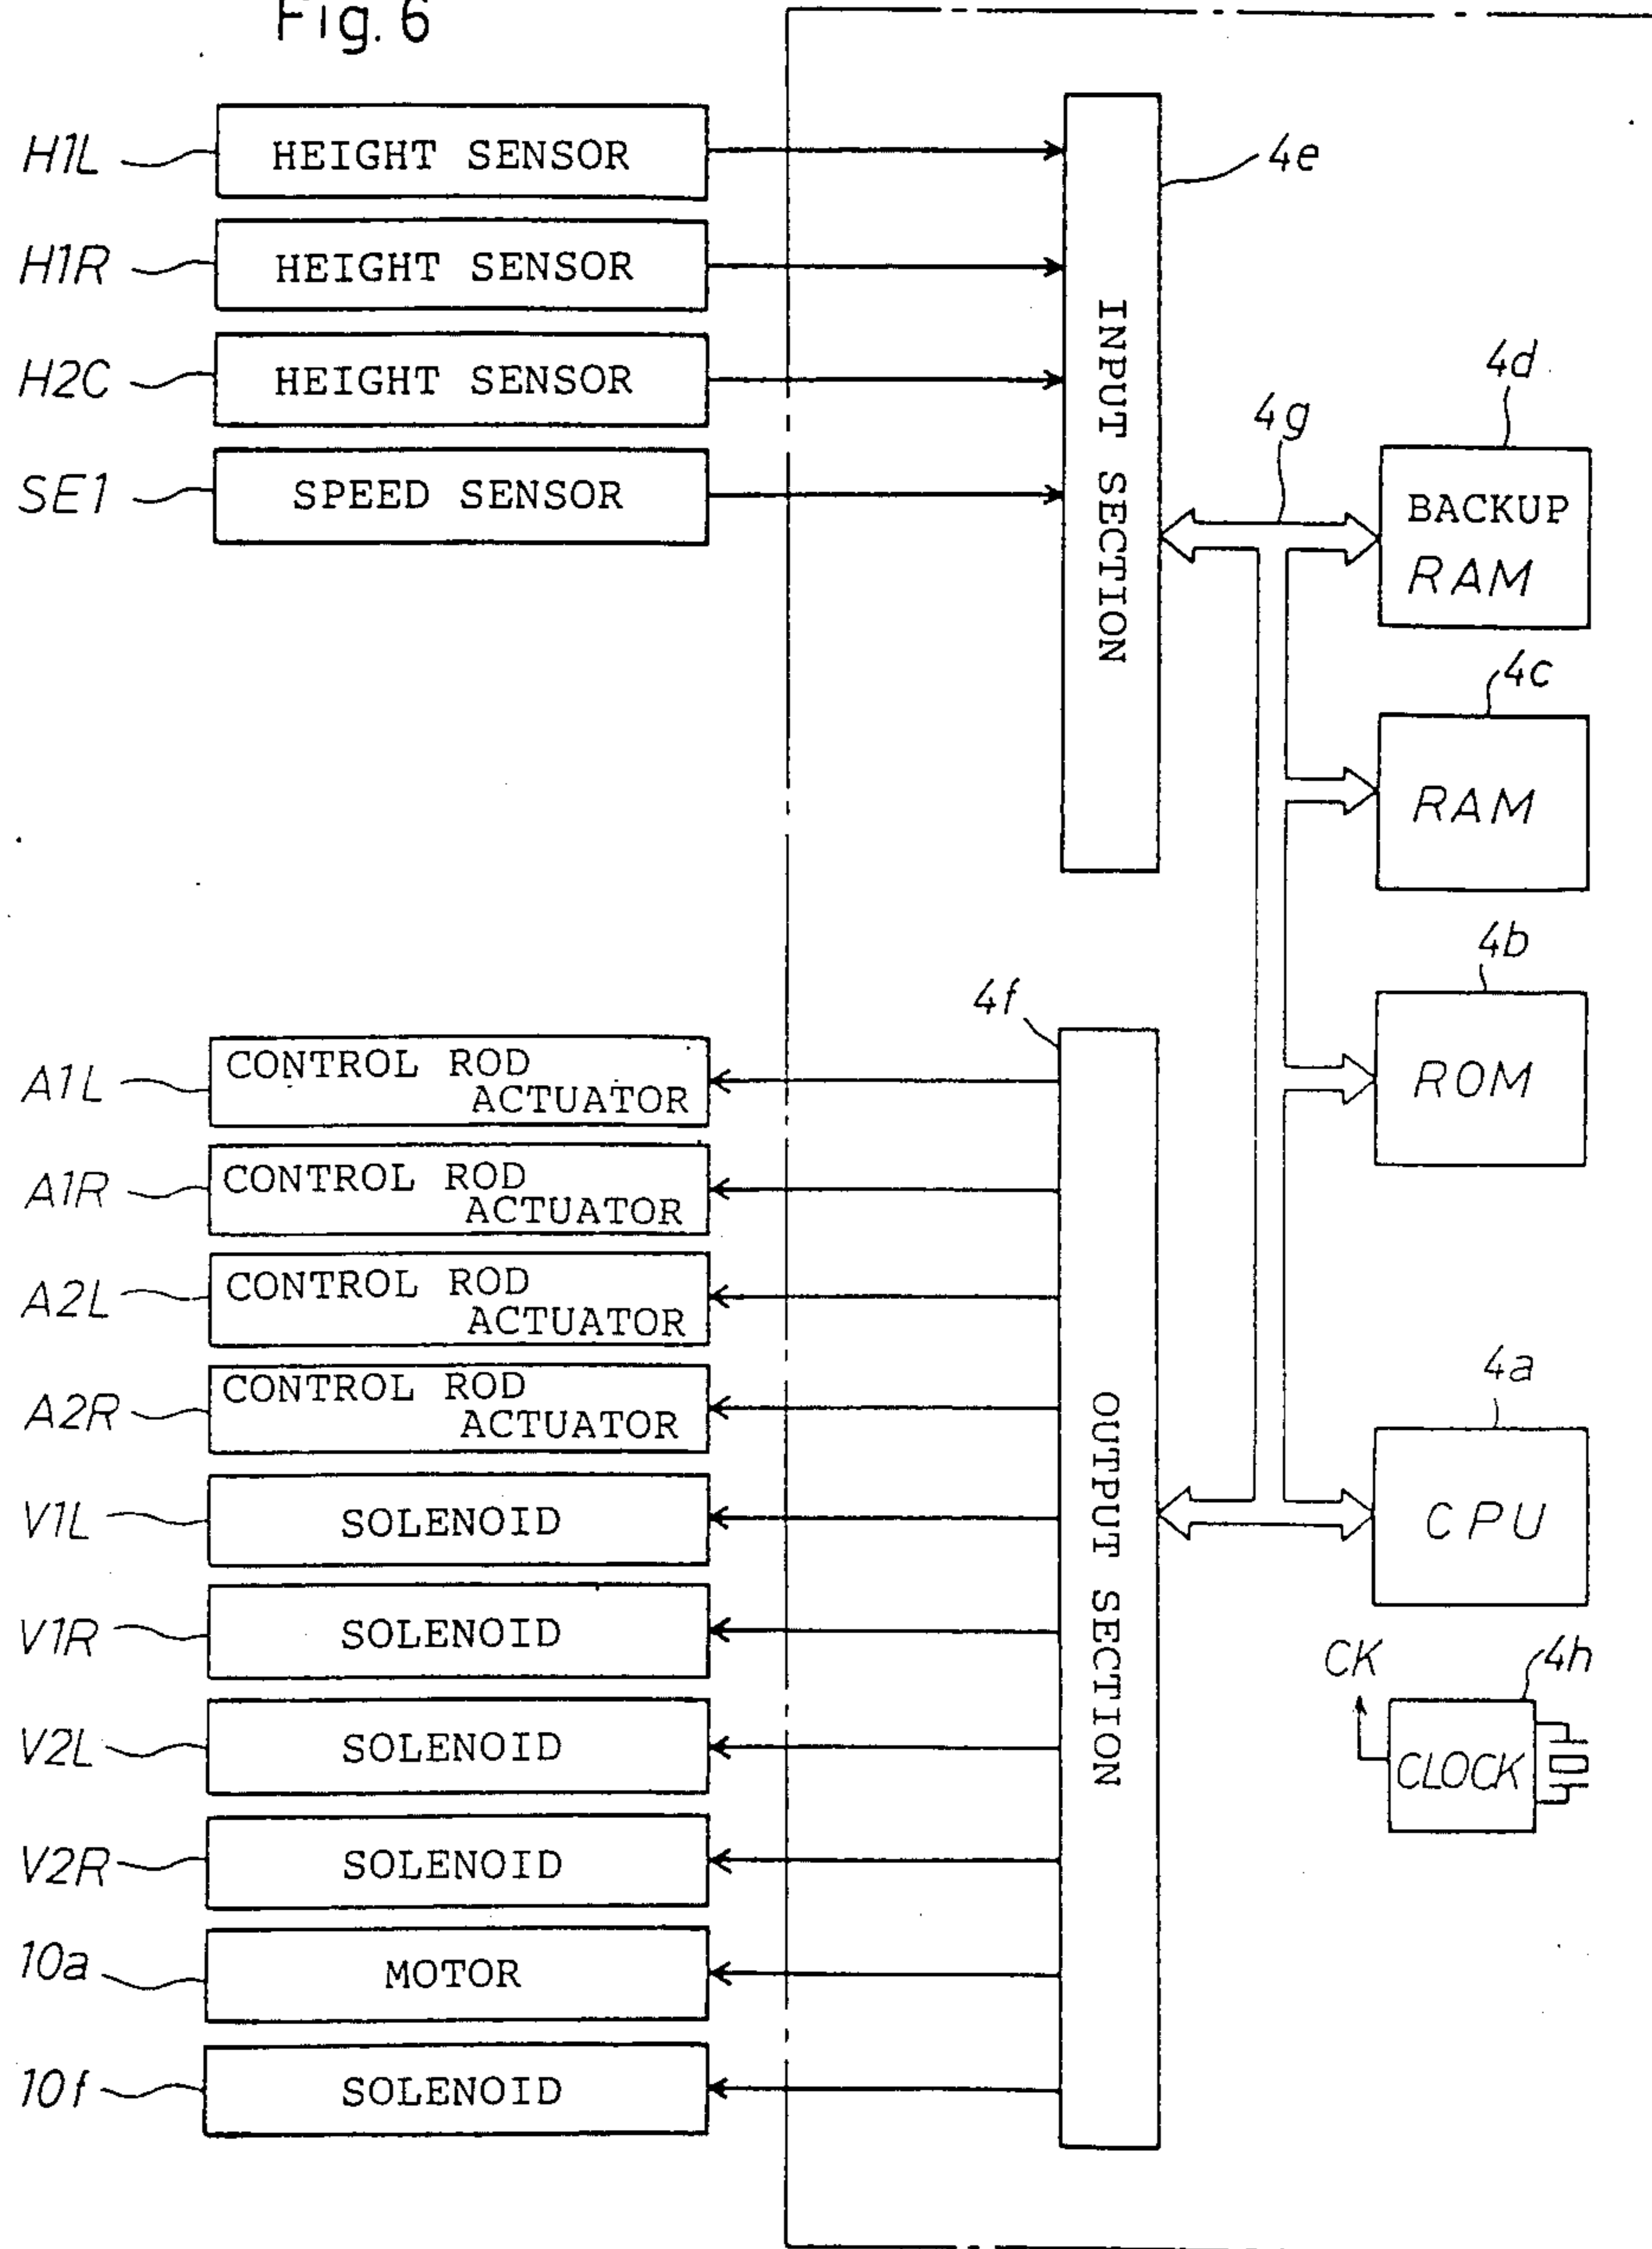 Fig. 6
H1L
HEIGHT SENSOR
4e
H1R
HEIGHT SENSOR
H2C
HEIGHT SENSOR
SE1
SPEED SENSOR
INPUT SECTION
4g
4d
BACKUP
RAM
4c
RAM
4b
ROM
4f
A1L
CONTROL ROD
ACTUATOR
A1R
CONTROL ROD
ACTUATOR
A2L
CONTROL ROD
ACTUATOR
A2R
CONTROL ROD
ACTUATOR
V1L
SOLENOID
V1R
SOLENOID
V2L
SOLENOID
V2R
SOLENOID
10a
MOTOR
10f
SOLENOID
OUTPUT SECTION
4a
CPU
CK
4h
CLOCK